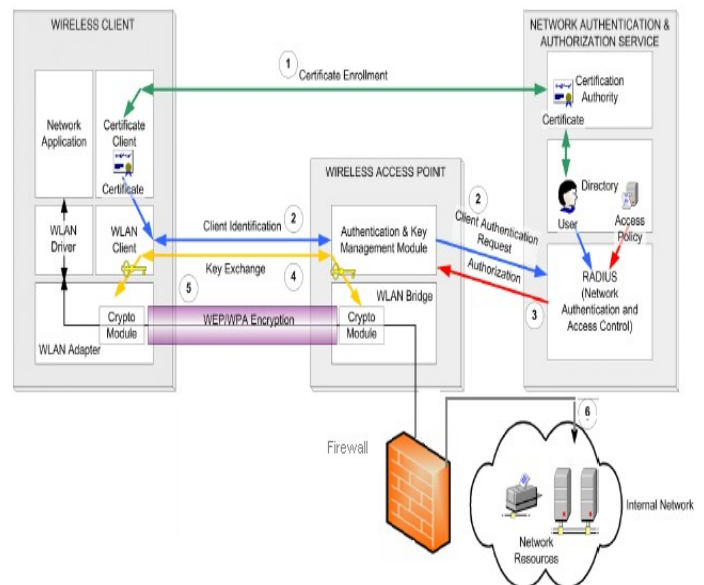 WIRELESS CLIENT
NETWORK AUTHENTICATION &
AUTHORIZATION SERVICE
1
Certificate Enrollment
Network
Application
Certificate
Client
Certificate
Certification
Authority
Certificate
WIRELESS ACCESS POINT
Directory
User
Access
Policy
WLAN
Driver
WLAN
Client
Client Identification
2
Authentication & Key
Management Module
2
Client Authentication
Request
Authorization
3
Key Exchange
4
RADIUS
(Network
Authentication and
Access Control)
5
WEP/WPA Encryption
Crypto
Module
WLAN Adapter
WLAN Bridge
Crypto
Module
Firewall
6
Internal Network
Network
Resources